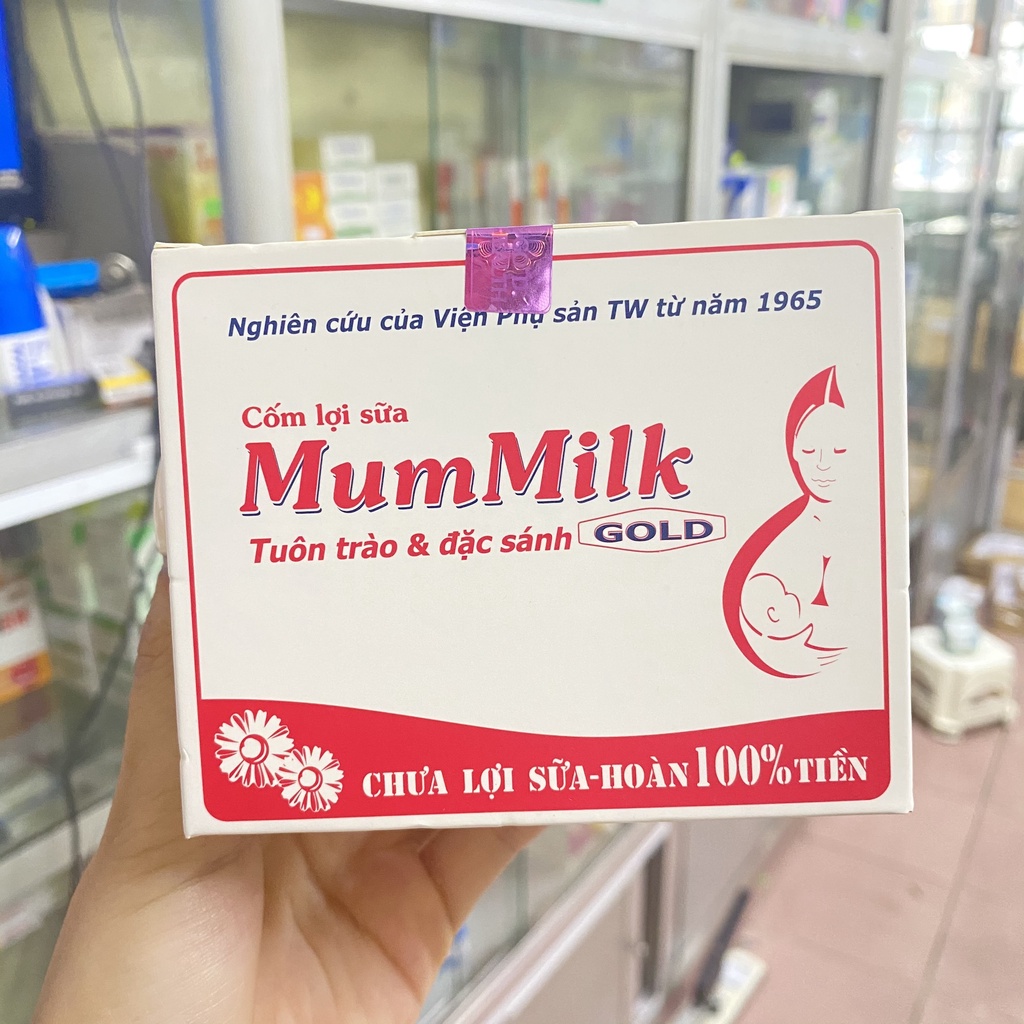 Nghiên cứu của Viện Phụ sản TW từ năm 1965
Cốm lợi sữa
MumMilk
Tuôn trào & đặc sánh GOLD
CHƯA LỢI SỮA-HOÀN 100% TIỀN